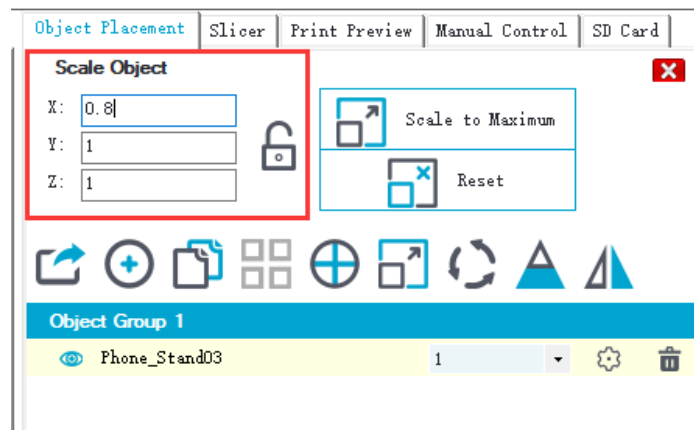 Object Placement Slicer Print Preview Manual Control SD Card
Scale Object
X: 0.8
Y: 1
Z: 1
Scale to Maximum
Reset
Object Group 1
Phone_Stand03 1